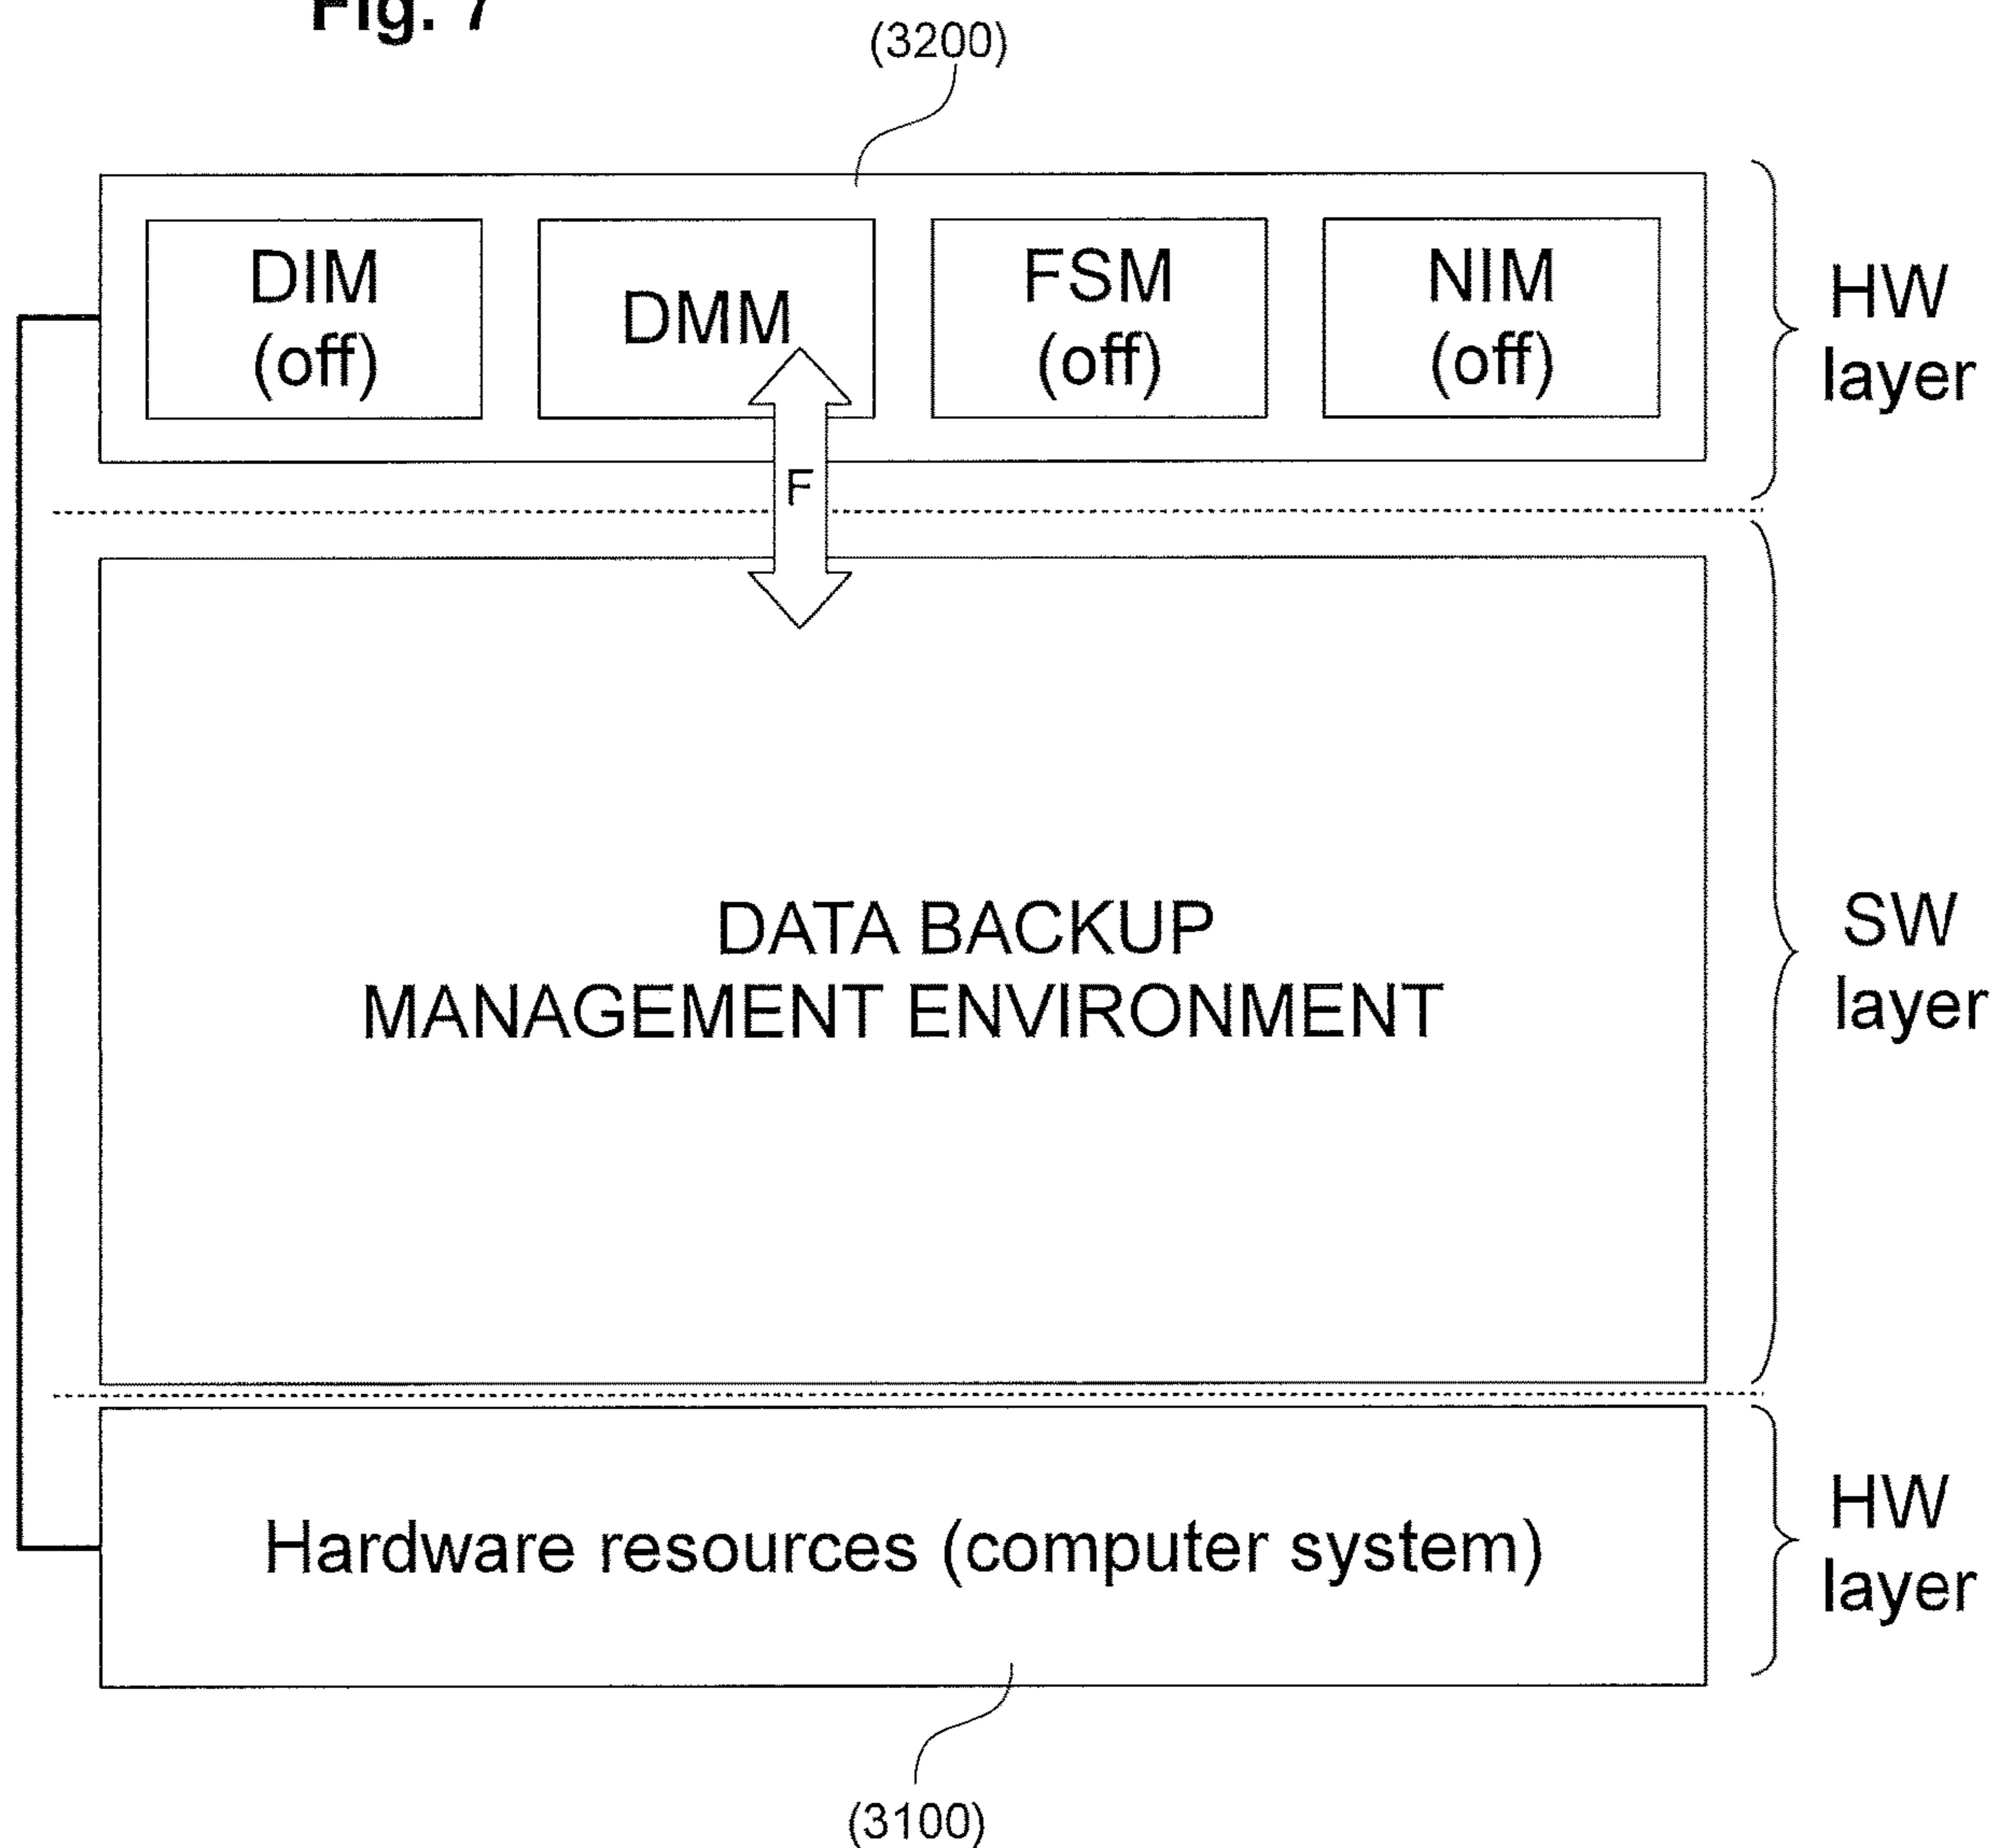 Fig. 7
(3200)
DIM
(off)
DMM
FSM
(off)
NIM
(off)
HW
layer
F
DATA BACKUP
MANAGEMENT ENVIRONMENT
SW
layer
Hardware resources (computer system)
HW
layer
(3100)